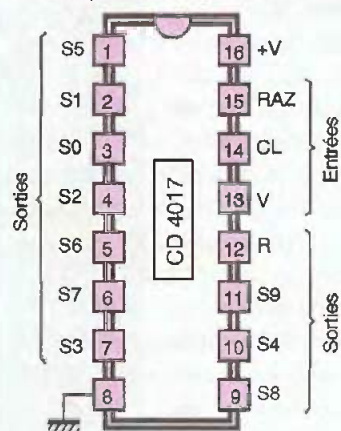 S5 1 16 +V
S1 2 15 RAZ
S0 3 14 CL
S2 4 13 V
S6 5 12 R
S7 6 11 S9
S3 7 10 S4
8 9 S8
Sorties
CD 4017
Entrées
Sorties